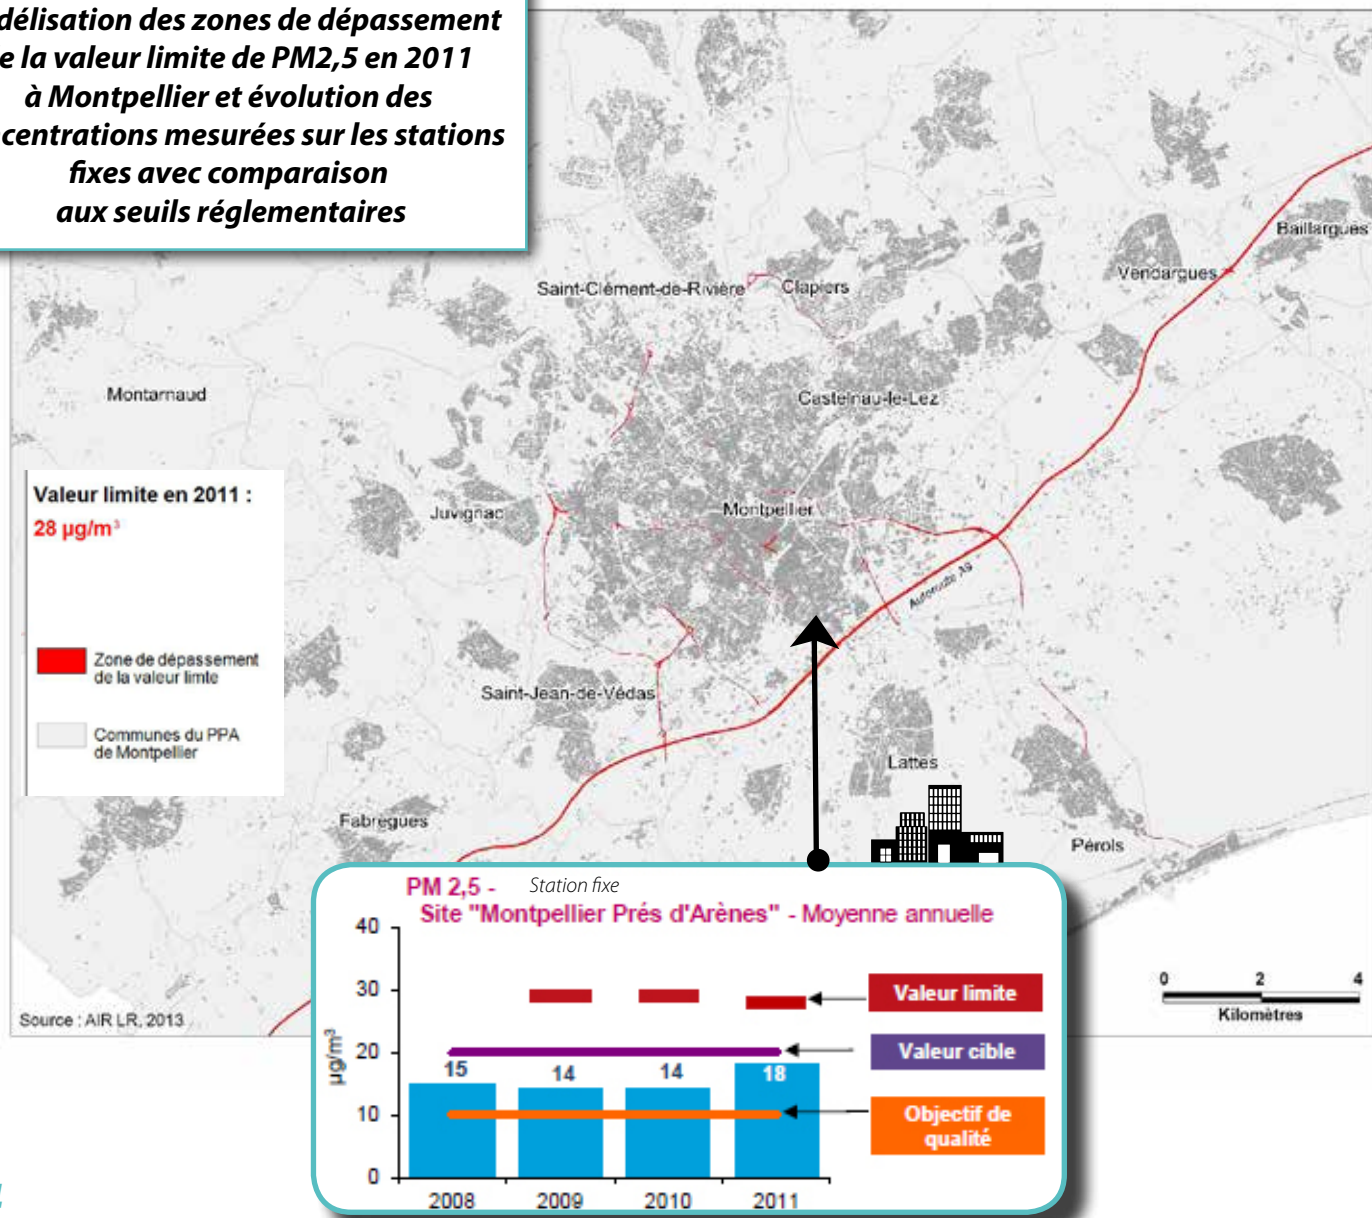 délisation des zones de dépassement
e la valeur limite de PM2,5 en 2011
à Montpellier et évolution des
centrations mesurées sur les stations
fixes avec comparaison
aux seuils réglementaires
Baillargues
Vendargues
Saint-Clément-de-Rivière
Clapiers
Montarnaud
Castelnau-le-Lez
Valeur limite en 2011 :
28 µg/m³
Juvignac
Montpellier
Autoroute A9
Zone de dépassement
de la valeur limte
Saint-Jean-de-Védas
Communes du PPA
de Montpellier
Lattes
Fabrègues
Pérols
Source : AIR LR, 2013
0 2 4
Kilomètres
PM 2,5 - Station fixe
Site "Montpellier Prés d'Arènes" - Moyenne annuelle
µg/m³
40
30
20
10
0
Valeur limite
Valeur cible
Objectif de
qualité
15 14 14 18
2008 2009 2010 2011